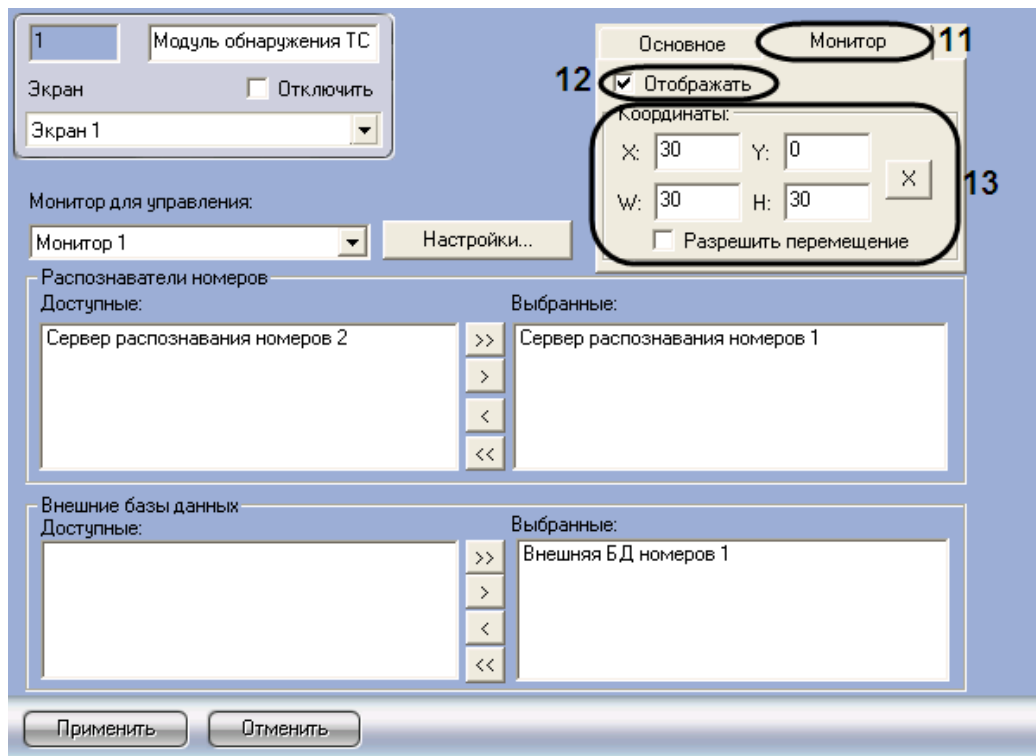 1 Модуль обнаружения ТС
Экран Отключить
Экран 1
Основное Монитор 11
12 Отображать
Координаты:
X: 30 Y: 0 X 13
W: 30 H: 30
Разрешить перемещение
Монитор для управления:
Монитор 1 Настройки...
Распознаватели номеров
Доступные: Выбранные:
Сервер распознавания номеров 2 >> Сервер распознавания номеров 1
>
<
<<
Внешние базы данных
Доступные: Выбранные:
>> Внешняя БД номеров 1
>
<
<<
Применить Отменить